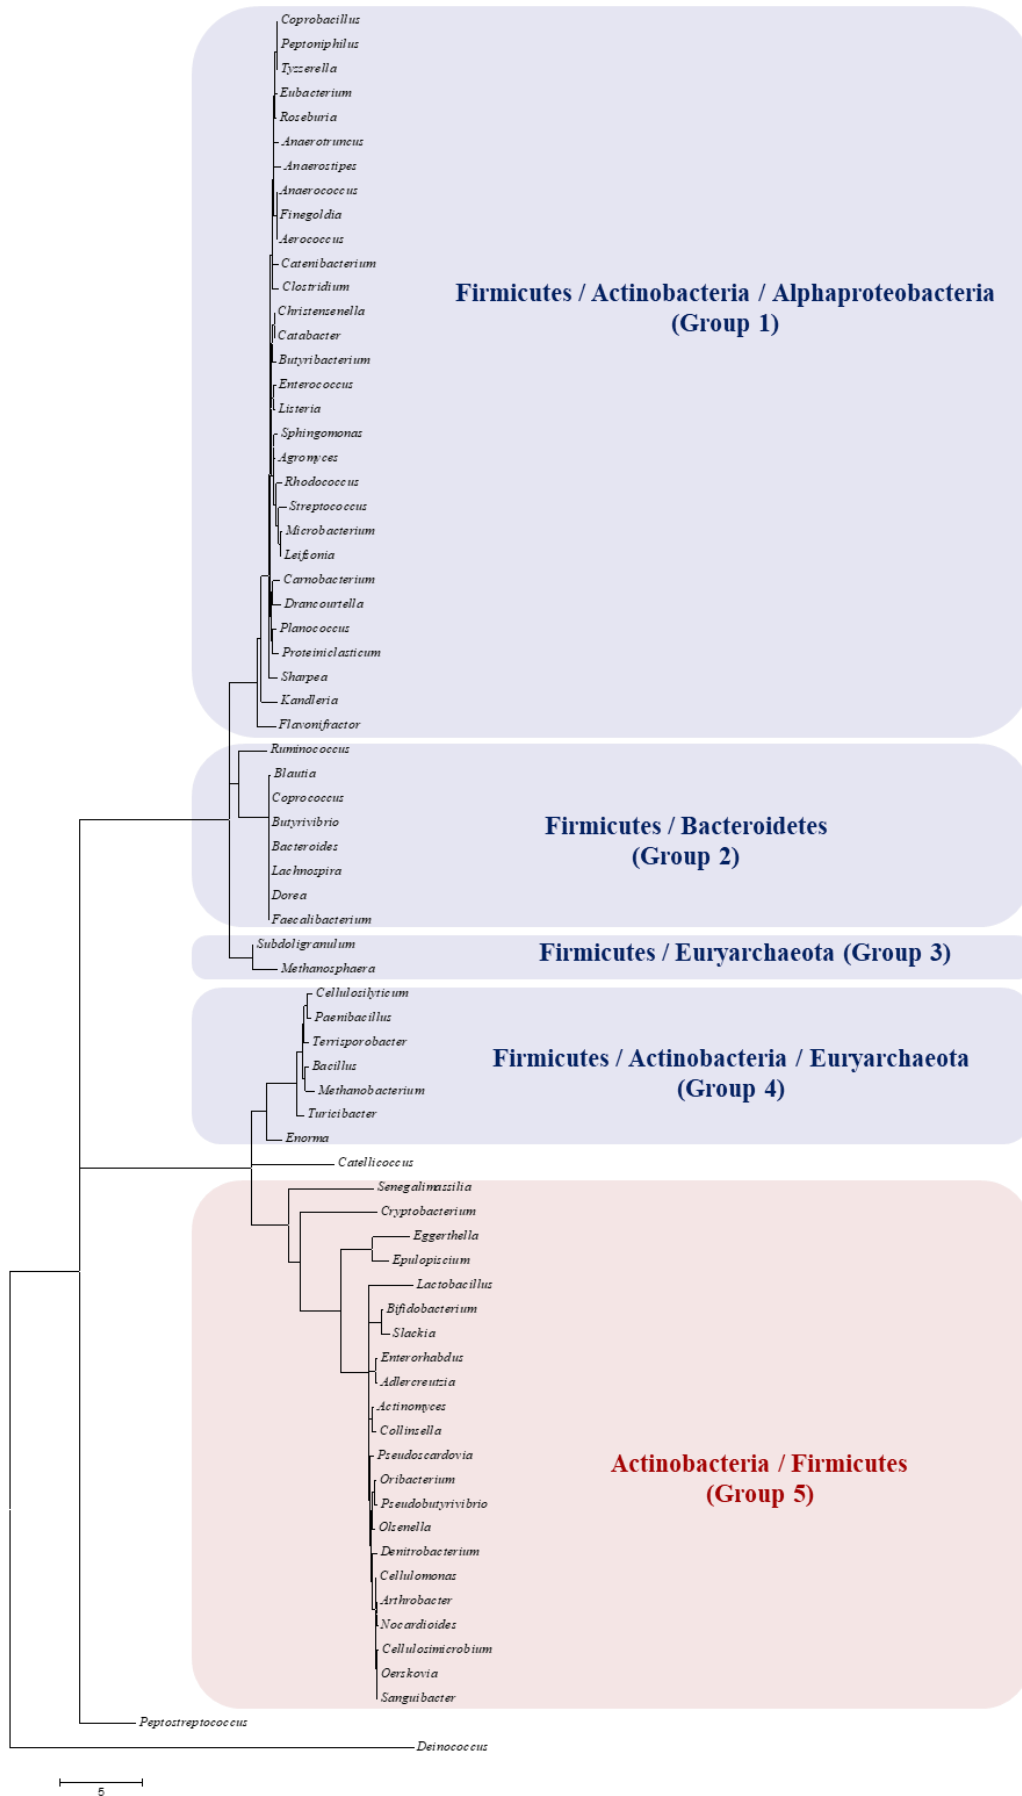 Coprobacillus
Peptoniphilus
Tyzzerella
Eubacterium
Roseburia
Anaerotruncus
Anaerostipes
Anaerococcus
Finegoldia
Aerococcus
Catenibacterium
Clostridium
Firmicutes / Actinobacteria / Alphaproteobacteria
(Group 1)
Christensenella
Catabacter
Butyribacterium
Enterococcus
Listeria
Sphingomonas
Agromyces
Rhodococcus
Streptococcus
Microbacterium
Leifsonia
Carnobacterium
Drancourtella
Planococcus
Proteiniclasticum
Sharpea
Kandleria
Flavonifractor
Ruminococcus
Blautia
Coprococcus
Butyrivibrio
Firmicutes / Bacteroidetes
(Group 2)
Bacteroides
Lachnospira
Dorea
Faecalibacterium
Subdoligranulum
Firmicutes / Euryarchaeota (Group 3)
Methanosphaera
Cellulosilyticum
Paenibacillus
Terrisporobacter
Firmicutes / Actinobacteria / Euryarchaeota
(Group 4)
Bacillus
Methanobacterium
Turicibacter
Enorma
Catellicoccus
Senegalimassilia
Cryptobacterium
Eggerthella
Epulopiscium
Lactobacillus
Bifidobacterium
Slackia
Enterorhabdus
Adlercreutzia
Actinomyces
Collinsella
Pseudoscardovia
Actinobacteria / Firmicutes
(Group 5)
Oribacterium
Pseudobutyrivibrio
Olsenella
Denitrobacterium
Cellulomonas
Arthrobacter
Nocardioides
Cellulosimicrobium
Oerskovia
Sanguibacter
Peptostreptococcus
Deinococcus
5